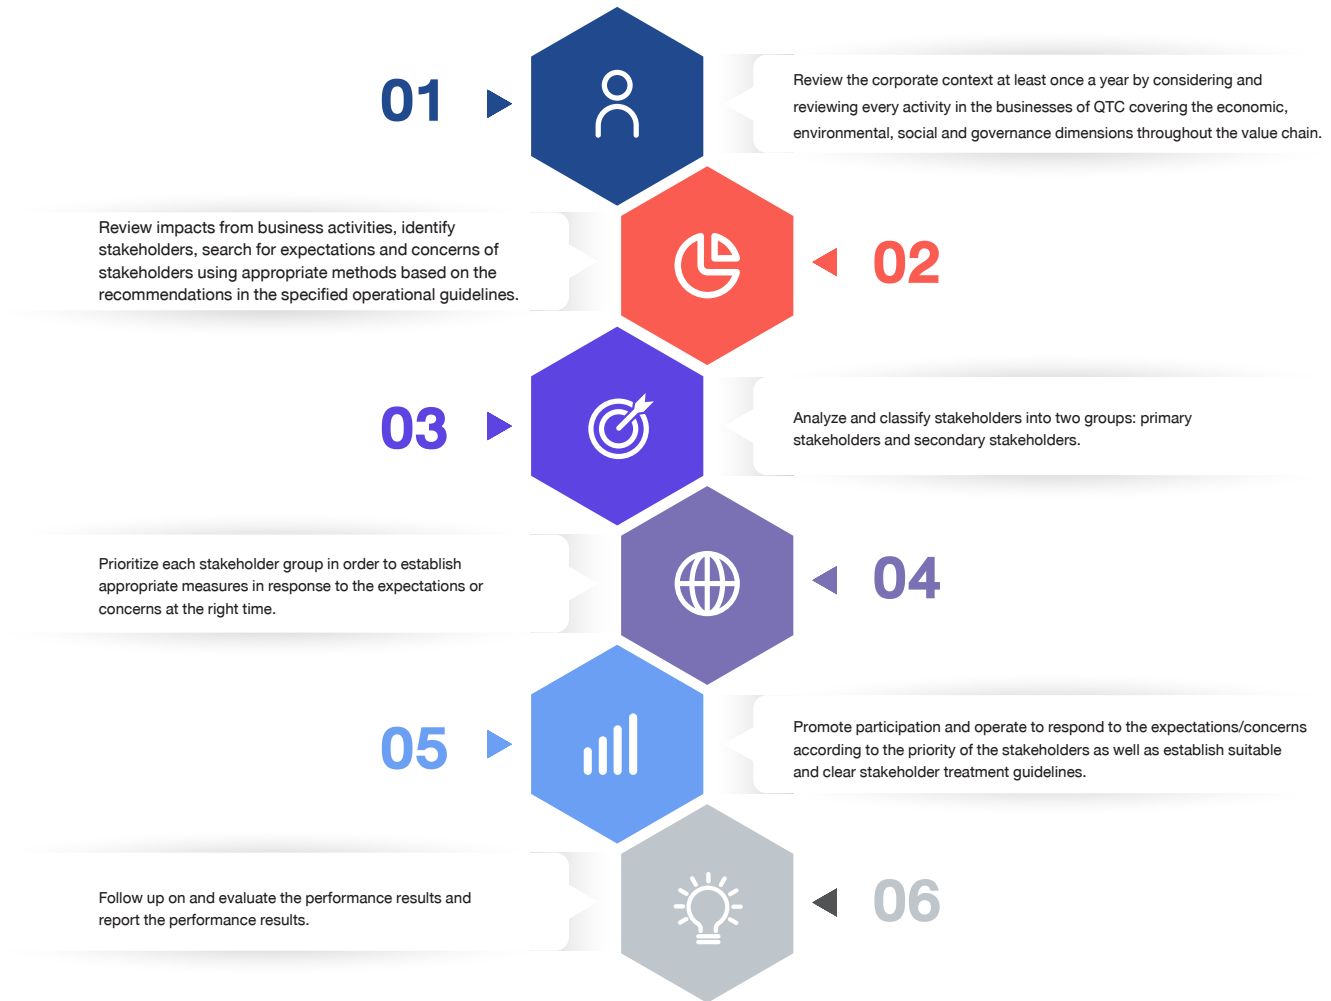 01
Review the corporate context at least once a year by considering and
reviewing every activity in the businesses of QTC covering the economic,
environmental, social and governance dimensions throughout the value chain.
Review impacts from business activities, identify
stakeholders, search for expectations and concerns of
stakeholders using appropriate methods based on the
recommendations in the specified operational guidelines.
02
03
Analyze and classify stakeholders into two groups: primary
stakeholders and secondary stakeholders.
Prioritize each stakeholder group in order to establish
appropriate measures in response to the expectations or
concerns at the right time.
04
05
Promote participation and operate to respond to the expectations/concerns
according to the priority of the stakeholders as well as establish suitable
and clear stakeholder treatment guidelines.
Follow up on and evaluate the performance results and
report the performance results.
06